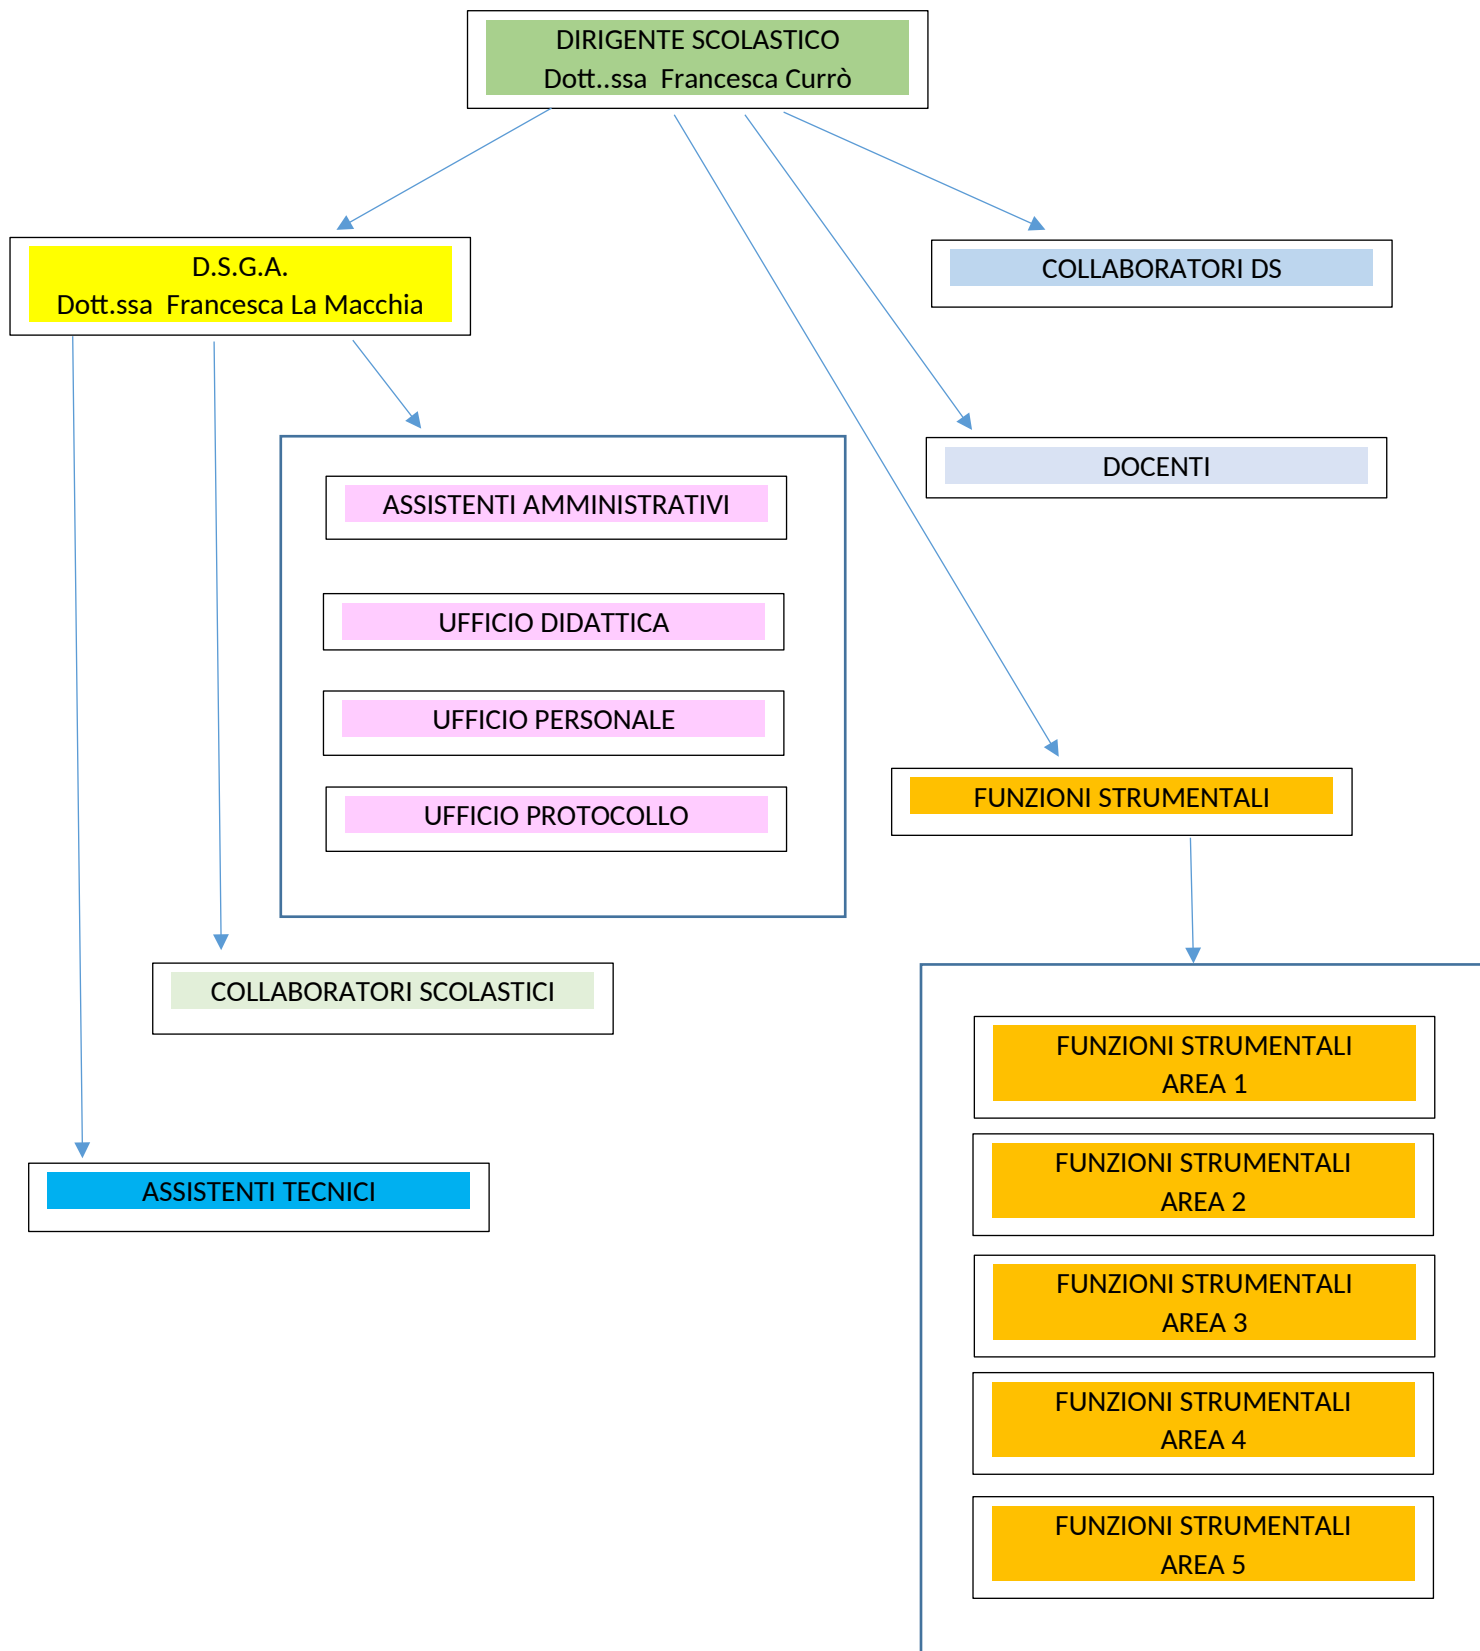 DIRIGENTE SCOLASTICO
Dott..ssa  Francesca Currò
D.S.G.A.
Dott.ssa  Francesca La Macchia
COLLABORATORI DS
DOCENTI
ASSISTENTI AMMINISTRATIVI
UFFICIO DIDATTICA
UFFICIO PERSONALE
UFFICIO PROTOCOLLO
FUNZIONI STRUMENTALI
COLLABORATORI SCOLASTICI
ASSISTENTI TECNICI
FUNZIONI STRUMENTALI
AREA 1
FUNZIONI STRUMENTALI
AREA 2
FUNZIONI STRUMENTALI
AREA 3
FUNZIONI STRUMENTALI
AREA 4
FUNZIONI STRUMENTALI
AREA 5